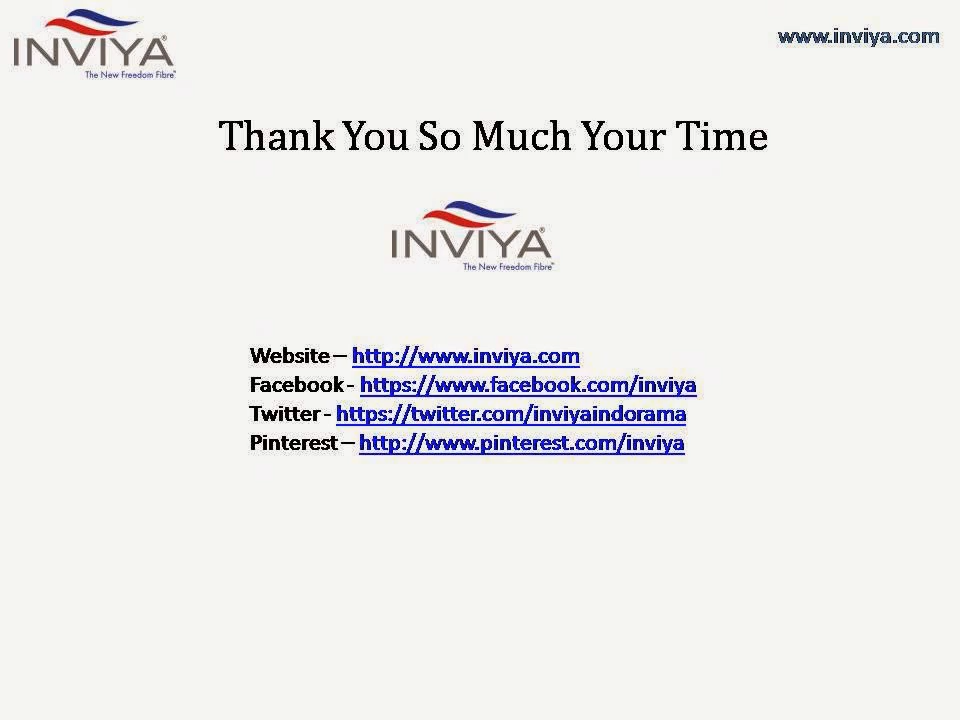 INVIYA®
The New Freedom Fibre™
www.inviya.com
Thank You So Much Your Time
INVIYA®
The New Freedom Fibre™
Website – http://www.inviya.com
Facebook - https://www.facebook.com/inviya
Twitter - https://twitter.com/inviyaindorama
Pinterest – http://www.pinterest.com/inviya